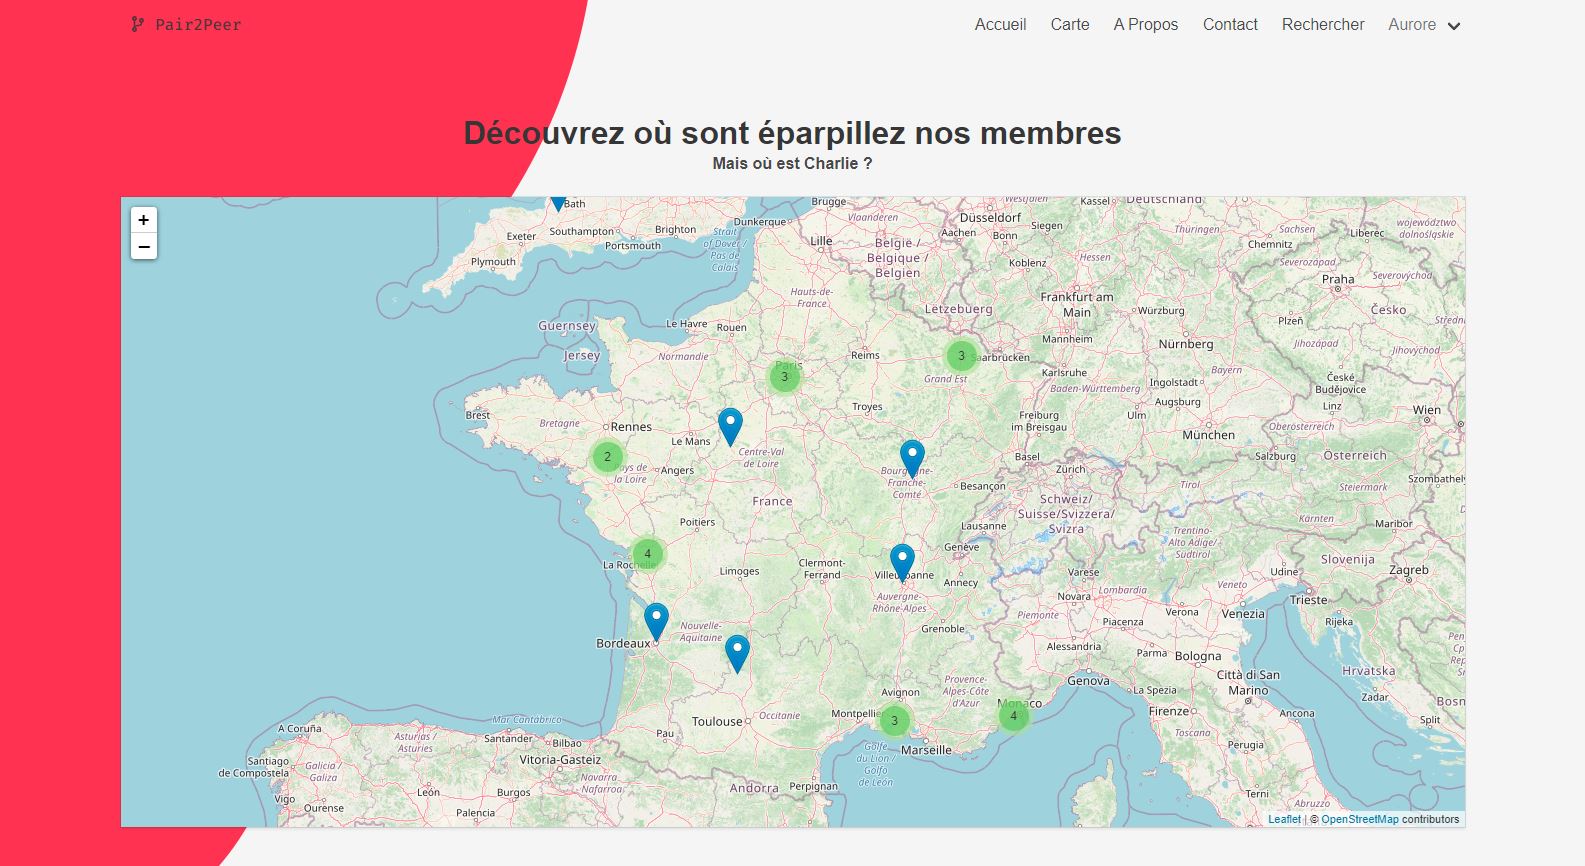 Pair2Peer
Accueil Carte A Propos Contact Rechercher Aurore
Découvrez où sont éparpillez nos membres
Mais où est Charlie ?
+
−
Bath
Exeter
Southampton
Brighton
Portsmouth
Plymouth
Strait
of Dover /
Pas de
Calais
Dunkerque
Lille
Brugge
Vlaanderen
België /
Belgique /
Belgien
Westfalen
Düsseldorf
Aachen
Bonn
Siegen
Kassel
Deutschland
Koblenz
Hessen
Thüringen
Sachsen
Chemnitz
Liberec
województwo
dolnośląskie
Severozápad
Praha
Severovýchod
Česko
Frankfurt am
Main
Würzburg
Plzeň
Jihozápad
Jihovýchod
Letzebuerg
Hauts-de-
France
Guernsey
Jersey
Le Havre
Rouen
Normandie
Paris
3
Reims
3
Saarbrücken
Grand Est
Mannheim
Nürnberg
Karlsruhe
Baden-Württemberg
Bayern
Ingolstadt
České
Budějovice
Brest
Bretagne
Rennes
Le Mans
Troyes
Freiburg
im Breisgau
Ulm
Augsburg
München
Linz
Oberösterreich
Wien
2
Pays de
la Loire
Angers
Centre-Val
de Loire
Bourgogne-
Franche-
Comté
Besançon
Basel
Zürich
Salzburg
Österreich
France
Schweiz/
Suisse/Svizzera/
Svizra
Tirol
Steiermark
Szombathely
Poitiers
Lausanne
Kärnten
Maribor
4
La Rochelle
Limoges
Clermont-
Ferrand
Villeurbanne
Genève
Annecy
Trentino-
Alto Adige/
Südtirol
Slovenija
Zagreb
Varese
Udine
Auvergne-
Rhône-Alpes
Novara
Lombardia
Veneto
Trieste
Piemonte
Piacenza
Verona
Venezia
Rijeka
Bordeaux
Nouvelle-
Aquitaine
Grenoble
Alessandria
Parma
Bologna
Hrvatska
Genova
La Spezia
Città di San
Marino
Zadar
Bosn
Avignon
Provence-
Alpes-Côte
d'Azur
Monaco
4
Firenze
Toscana
Ancona
Split
Montpellier
3
Toulouse
Occitanie
Pau
Marseille
Golfe
du Lion /
Golfo
de León
Perugia
Terni
Abruzzo
A Coruña
Mar Cantábrico
Asturias /
Asturies
Santander
Bilbao
Vitoria-Gasteiz
Santiago
de Compostela
Galicia /
Galiza
Vigo
Ourense
León
Burgos
Palencia
Navarra
Nafarroa
Andorra
Perpignan
Leaflet | © OpenStreetMap contributors